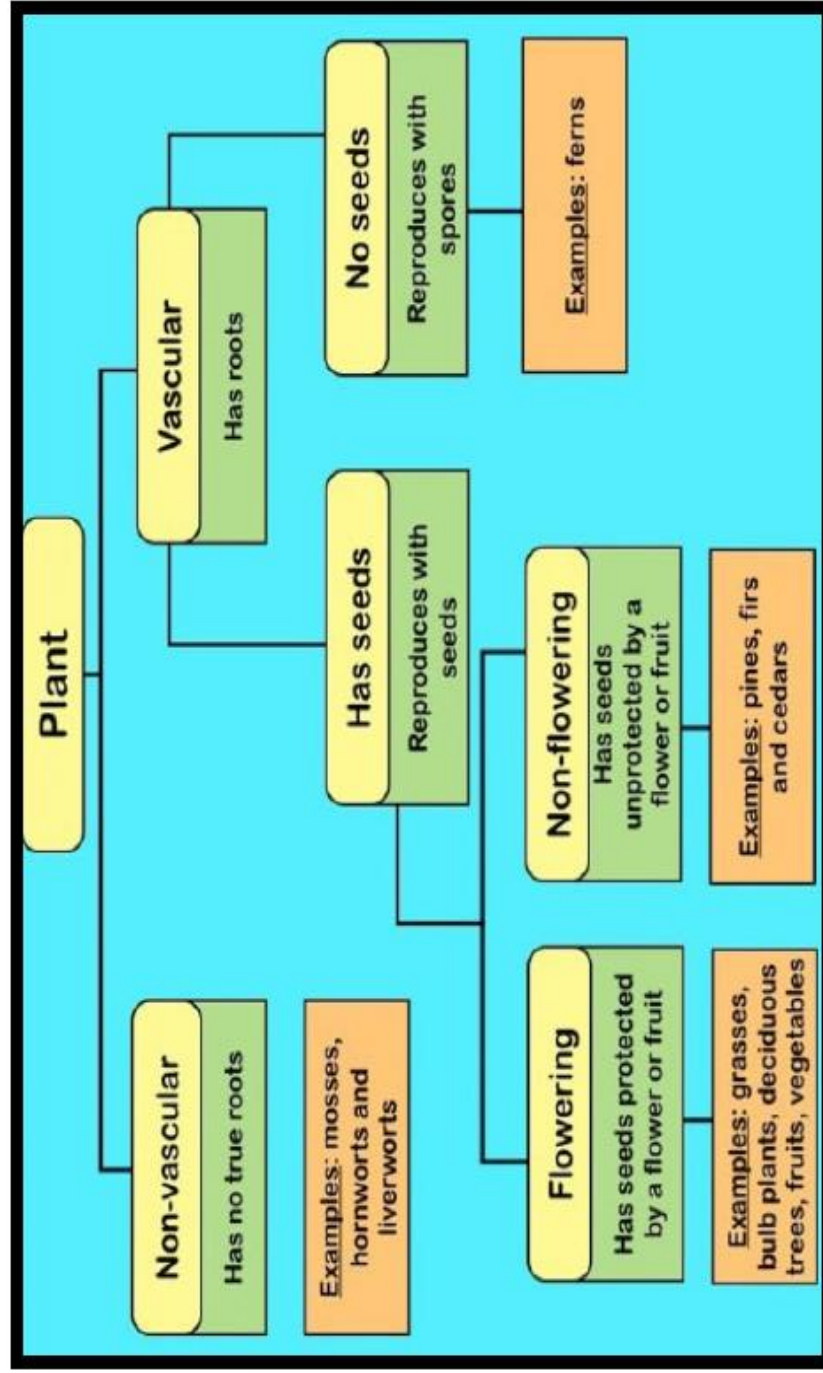 Plant
Non-vascular
Has no true roots
Examples: mosses,
hornworts and
liverworts
Vascular
Has roots
Has seeds
Reproduces with
seeds
No seeds
Reproduces with
spores
Examples: ferns
Flowering
Has seeds protected
by a flower or fruit
Examples: grasses,
bulb plants, deciduous
trees, fruits, vegetables
Non-flowering
Has seeds
unprotected by a
flower or fruit
Examples: pines, firs
and cedars